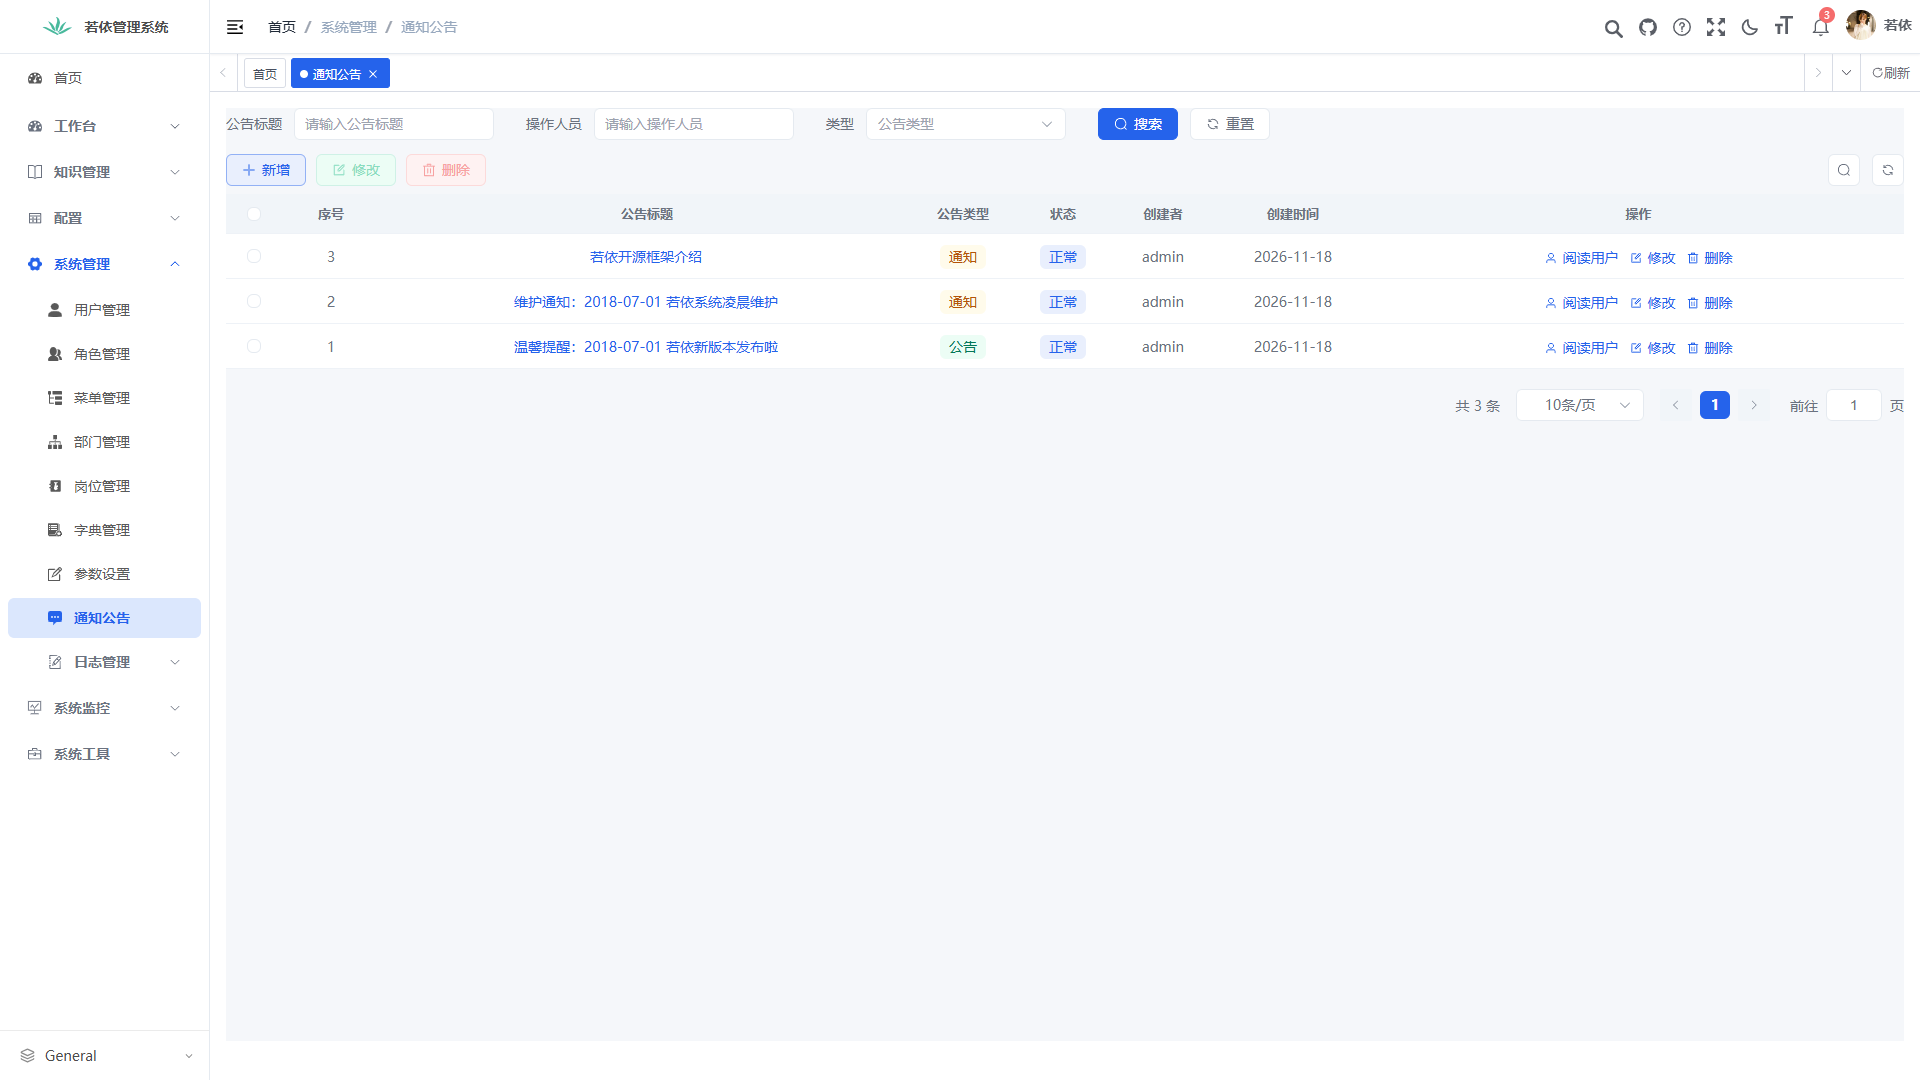 若依管理系统
首页 / 系统管理 / 通知公告
3
若依
首页
工作台
知识管理
配置
系统管理
用户管理
角色管理
菜单管理
部门管理
岗位管理
字典管理
参数设置
通知公告
日志管理
系统监控
系统工具
General
首页
通知公告
刷新
公告标题 请输入公告标题 操作人员 请输入操作人员 类型 公告类型 搜索 重置
新增 修改 删除
序号 公告标题 公告类型 状态 创建者 创建时间 操作
3 若依开源框架介绍 通知 正常 admin 2026-11-18 阅读用户 修改 删除
2 维护通知：2018-07-01 若依系统凌晨维护 通知 正常 admin 2026-11-18 阅读用户 修改 删除
1 温馨提醒：2018-07-01 若依新版本发布啦 公告 正常 admin 2026-11-18 阅读用户 修改 删除
共 3 条 10条/页 1 前往 1 页